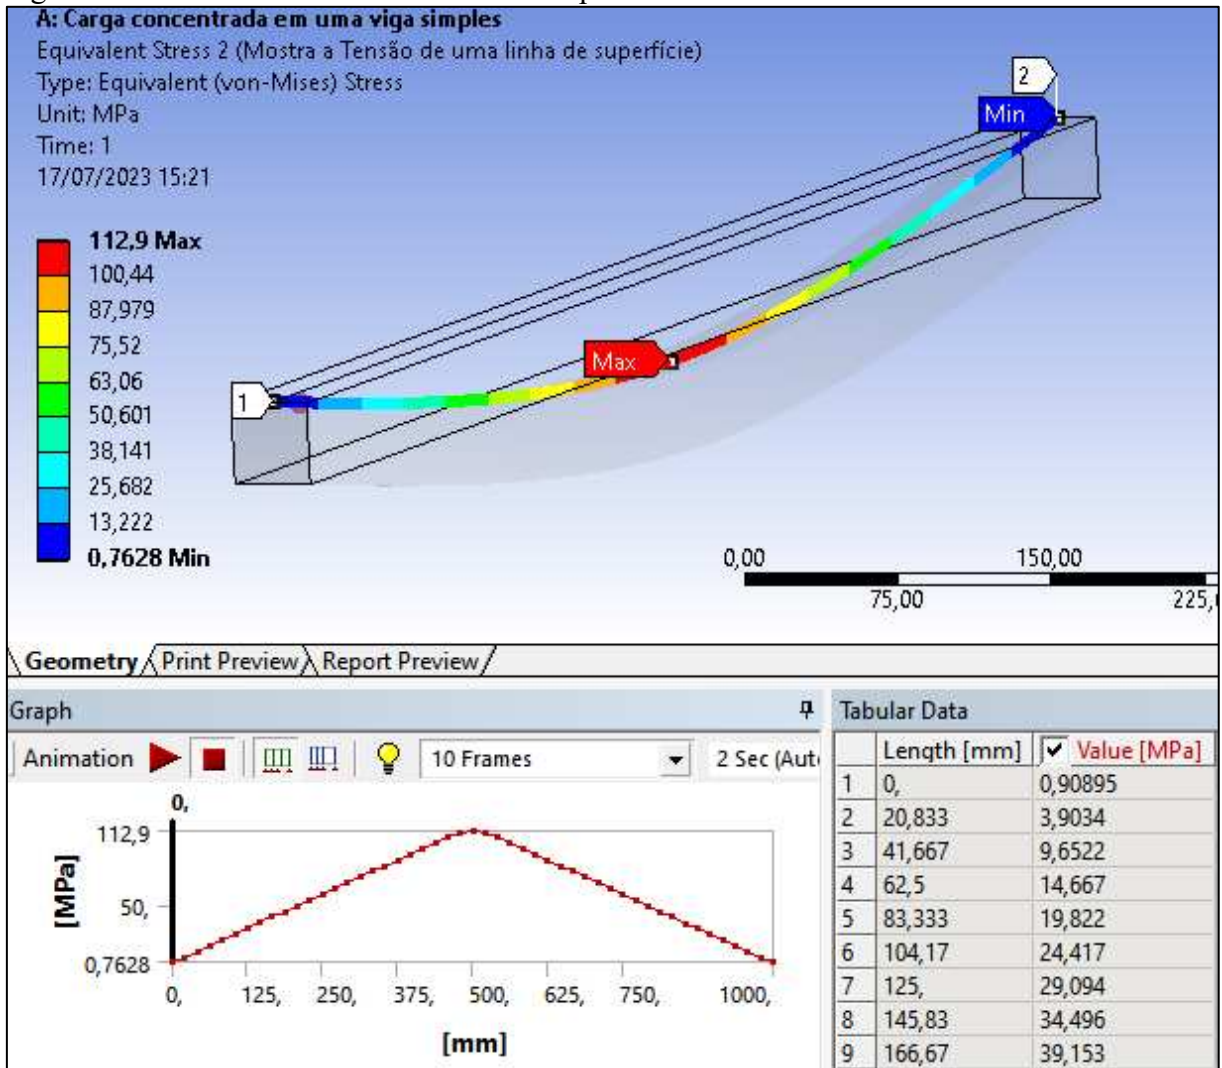 A: Carga concentrada em uma viga simples
Equivalent Stress 2 (Mostra a Tensão de uma linha de superfície)
Type: Equivalent (von-Mises) Stress
Unit: MPa
Time: 1
17/07/2023 15:21
2
Min
112,9 Max
100,44
87,979
75,52
63,06
50,601
38,141
25,682
13,222
0,7628 Min
Max
1
0,00 150,00
75,00 225,
Geometry Print Preview Report Preview
Graph
Animation 10 Frames 2 Sec (Auto
0,
112,9
50,
0,7628
[MPa]
0, 125, 250, 375, 500, 625, 750, 1000,
[mm]
Tabular Data
Length [mm] Value [MPa]
1 0, 0,90895
2 20,833 3,9034
3 41,667 9,6522
4 62,5 14,667
5 83,333 19,822
6 104,17 24,417
7 125, 29,094
8 145,83 34,496
9 166,67 39,153